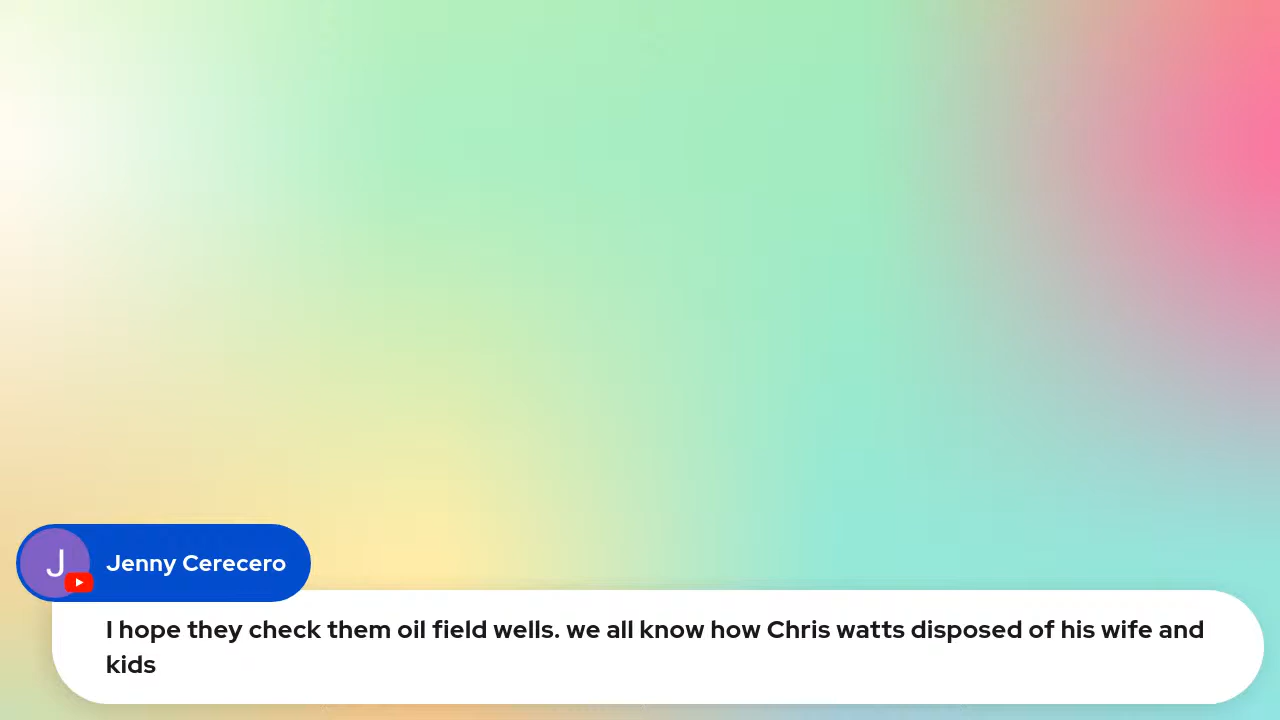 J
Jenny Cerecero
I hope they check them oil field wells. we all know how Chris watts disposed of his wife and
kids